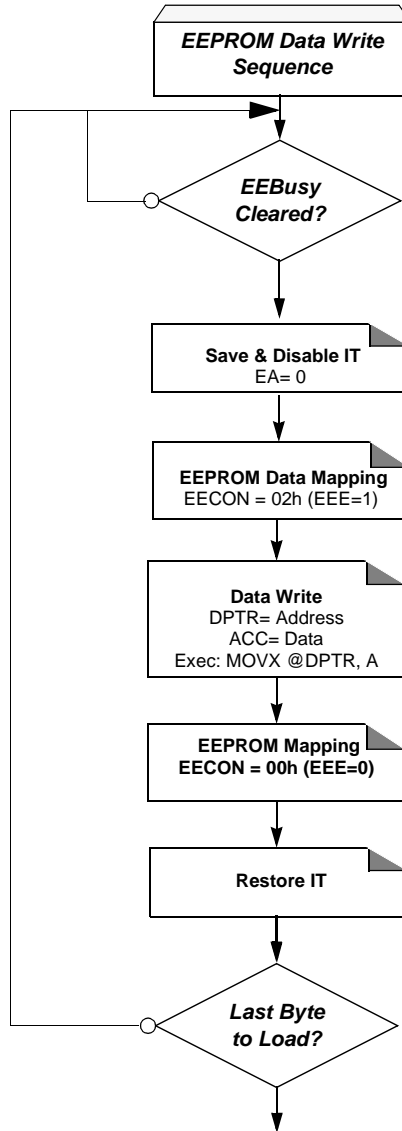 EEPROM Data Write
Sequence
EEBusy
Cleared?
Save & Disable IT
EA= 0
EEPROM Data Mapping
EECON = 02h (EEE=1)
Data Write
DPTR= Address
ACC= Data
Exec: MOVX @DPTR, A
EEPROM Mapping
EECON = 00h (EEE=0)
Restore IT
Last Byte
to Load?